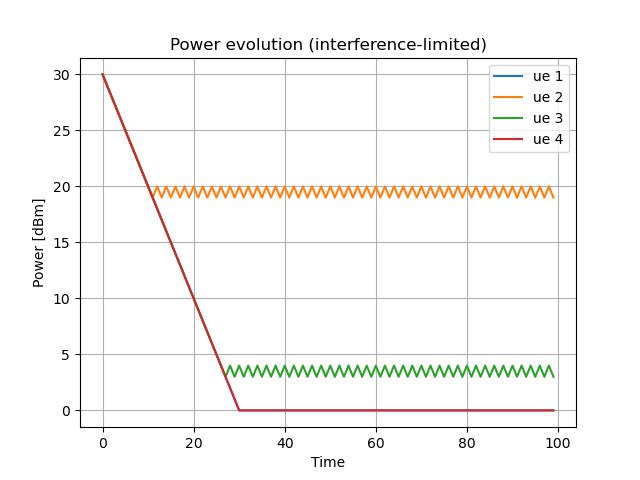 Power evolution (interference-limited)
30
25
20
15
10
5
0
Power [dBm]
ue 1
ue 2
ue 3
ue 4
0 20 40 60 80 100
Time